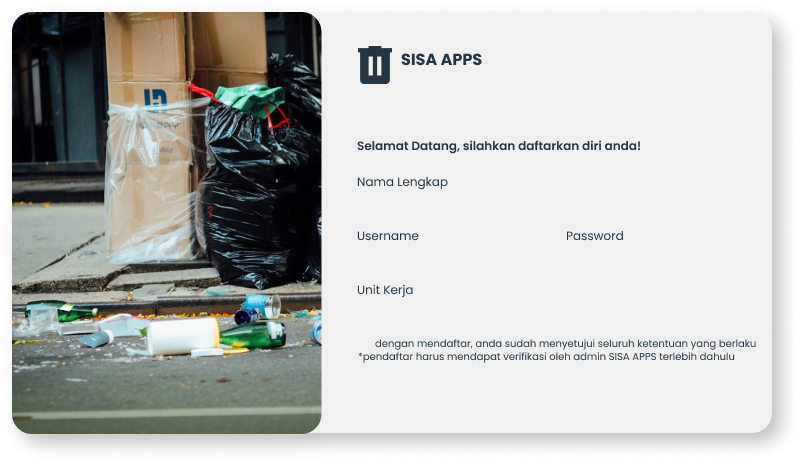 SISA APPS
Selamat Datang, silahkan daftarkan diri anda!
Nama Lengkap
Username
Password
Unit Kerja
dengan mendaftar, anda sudah menyetujui seluruh ketentuan yang berlaku
*pendaftar harus mendapat verifikasi oleh admin SISA APPS terlebih dahulu